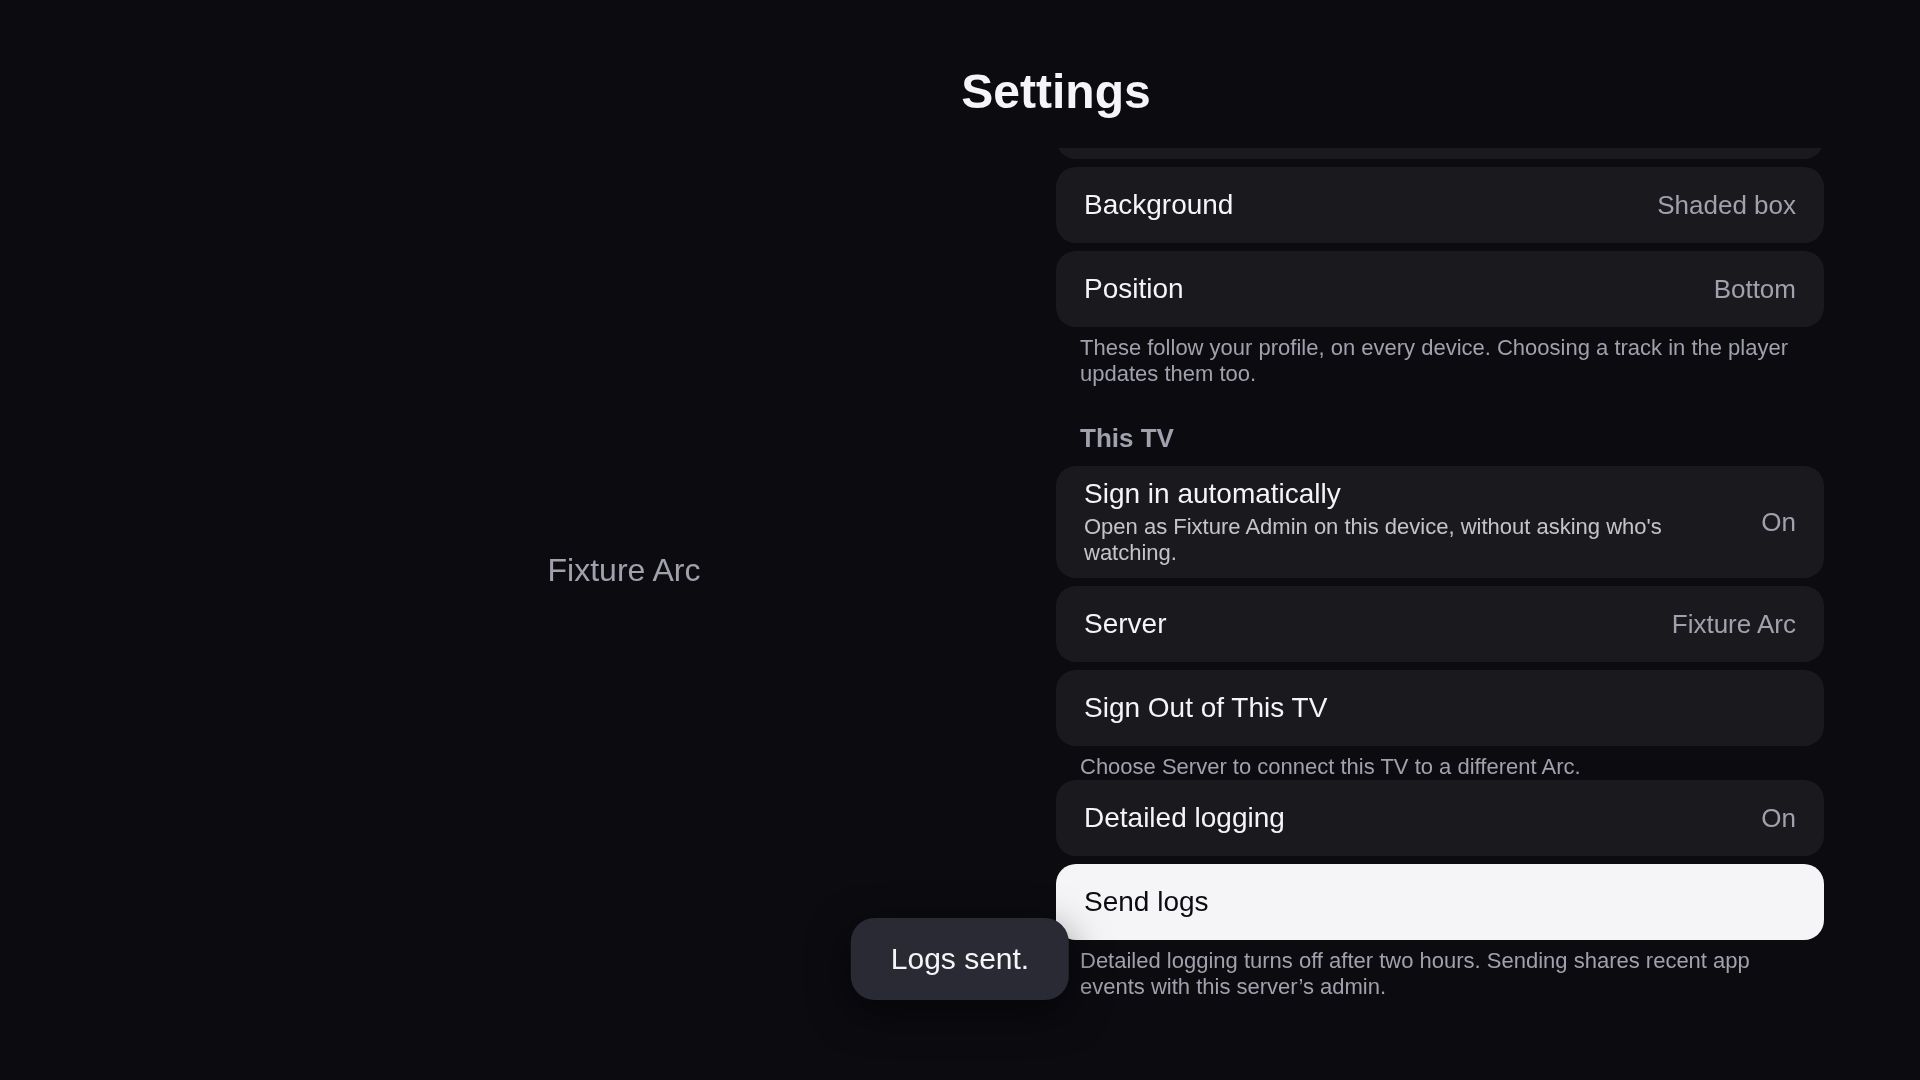 Settings
Background
Shaded box
Position
Bottom
These follow your profile, on every device. Choosing a track in the player
updates them too.
This TV
Sign in automatically
Open as Fixture Admin on this device, without asking who's
watching.
On
Fixture Arc
Server
Fixture Arc
Sign Out of This TV
Choose Server to connect this TV to a different Arc.
Detailed logging
On
Send logs
Logs sent.
Detailed logging turns off after two hours. Sending shares recent app
events with this server’s admin.